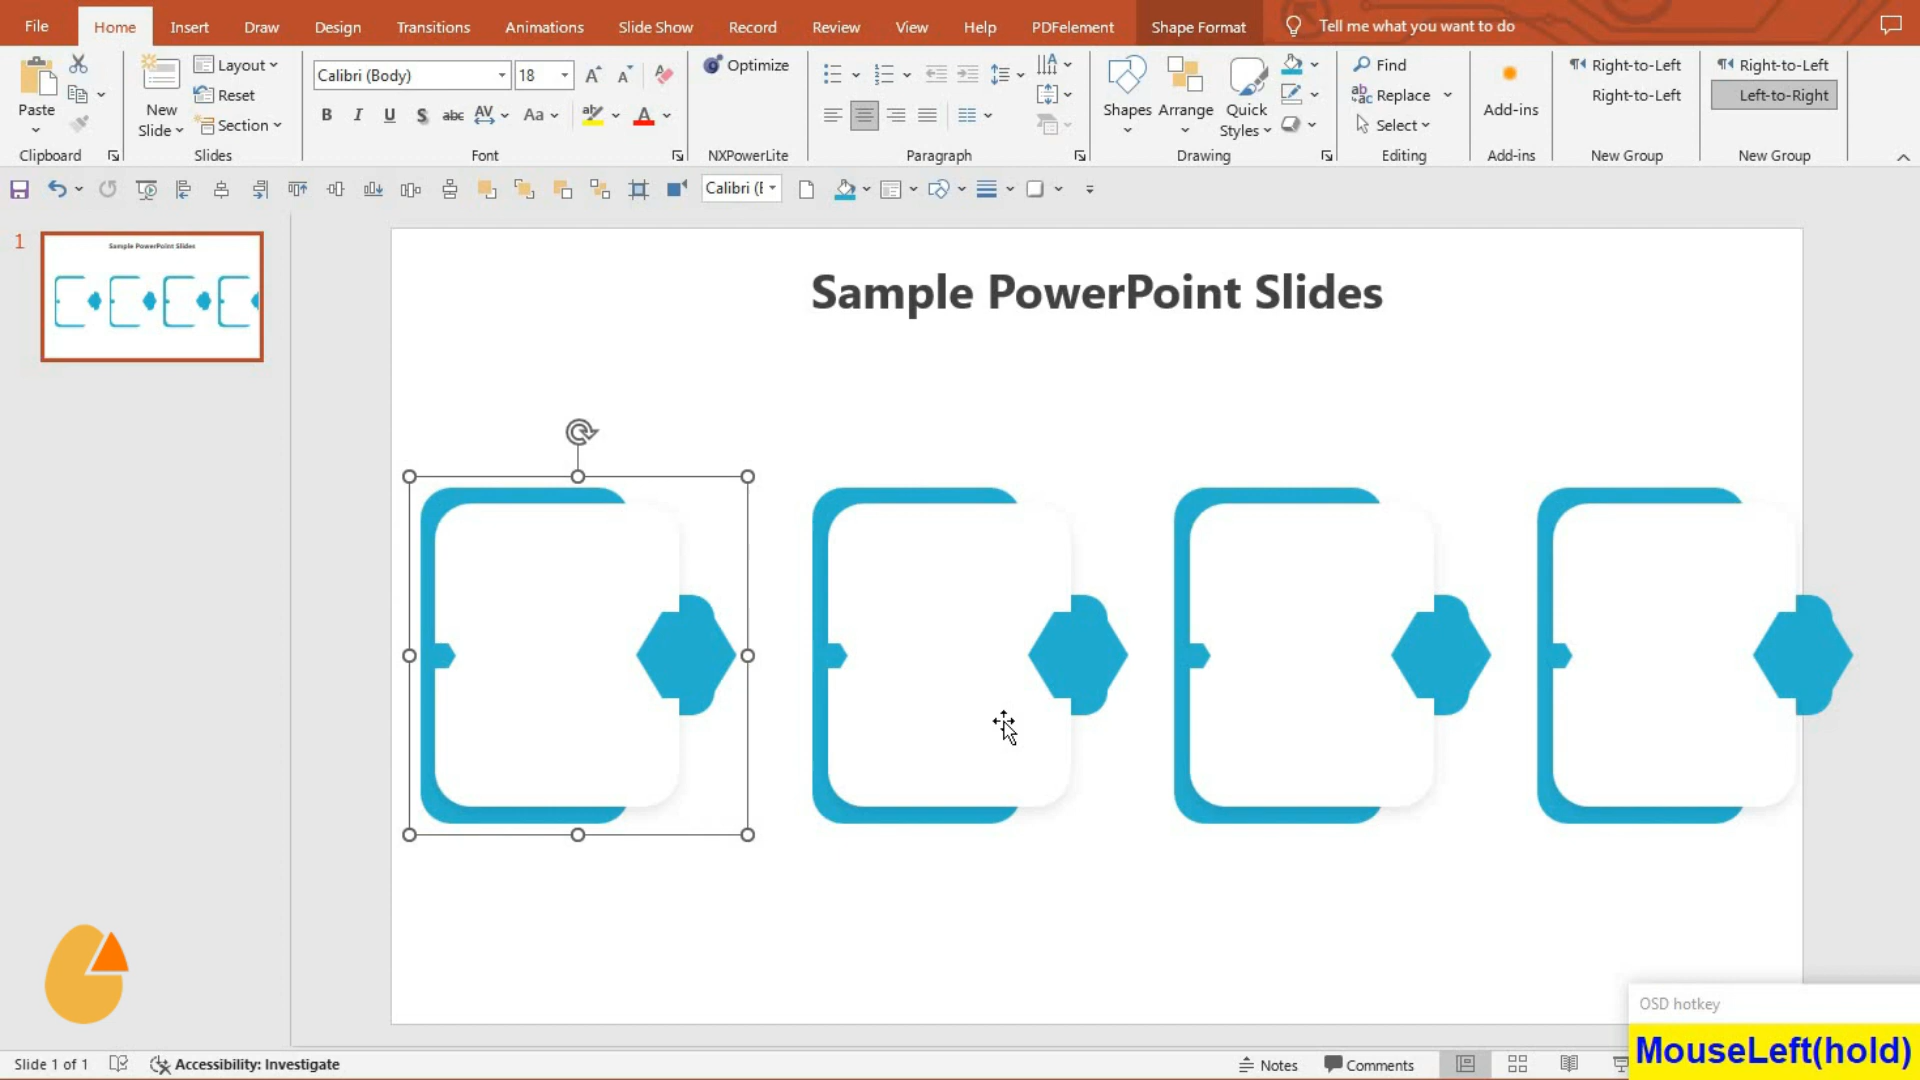 File Home Insert Draw Design Transitions Animations Slide Show Record Review View Help PDFelement Shape Format Tell me what you want to do
Paste
Clipboard
New
Slide
Layout
Reset
Section
Slides
Calibri (Body) 18
B I U S abc AV Aa A
Font
Optimize
NXPowerLite
Paragraph
Shapes Arrange Quick
Styles
Drawing
Find
Replace
Select
Editing
Add-ins
Add-ins
Right-to-Left
Right-to-Left
New Group
Right-to-Left
Left-to-Right
New Group
Calibri (E
1
Sample PowerPoint Slides
Sample PowerPoint Slides
OSD hotkey
MouseLeft(hold)
Slide 1 of 1 Accessibility: Investigate Notes Comments